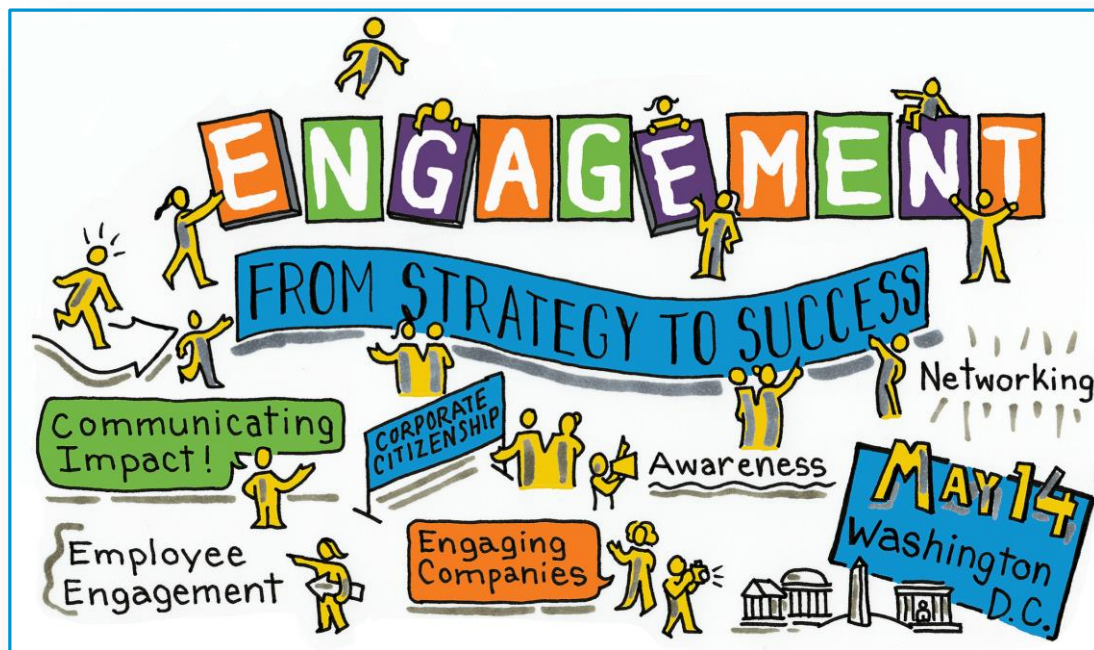 ENGAGEMENT
FROM STRATEGY TO SUCCESS
Networking
Communicating
Impact!
CORPORATE
CITIZENSHIP
Awareness
MAY 14
Washington
D.C.
Employee
Engagement
Engaging
Companies